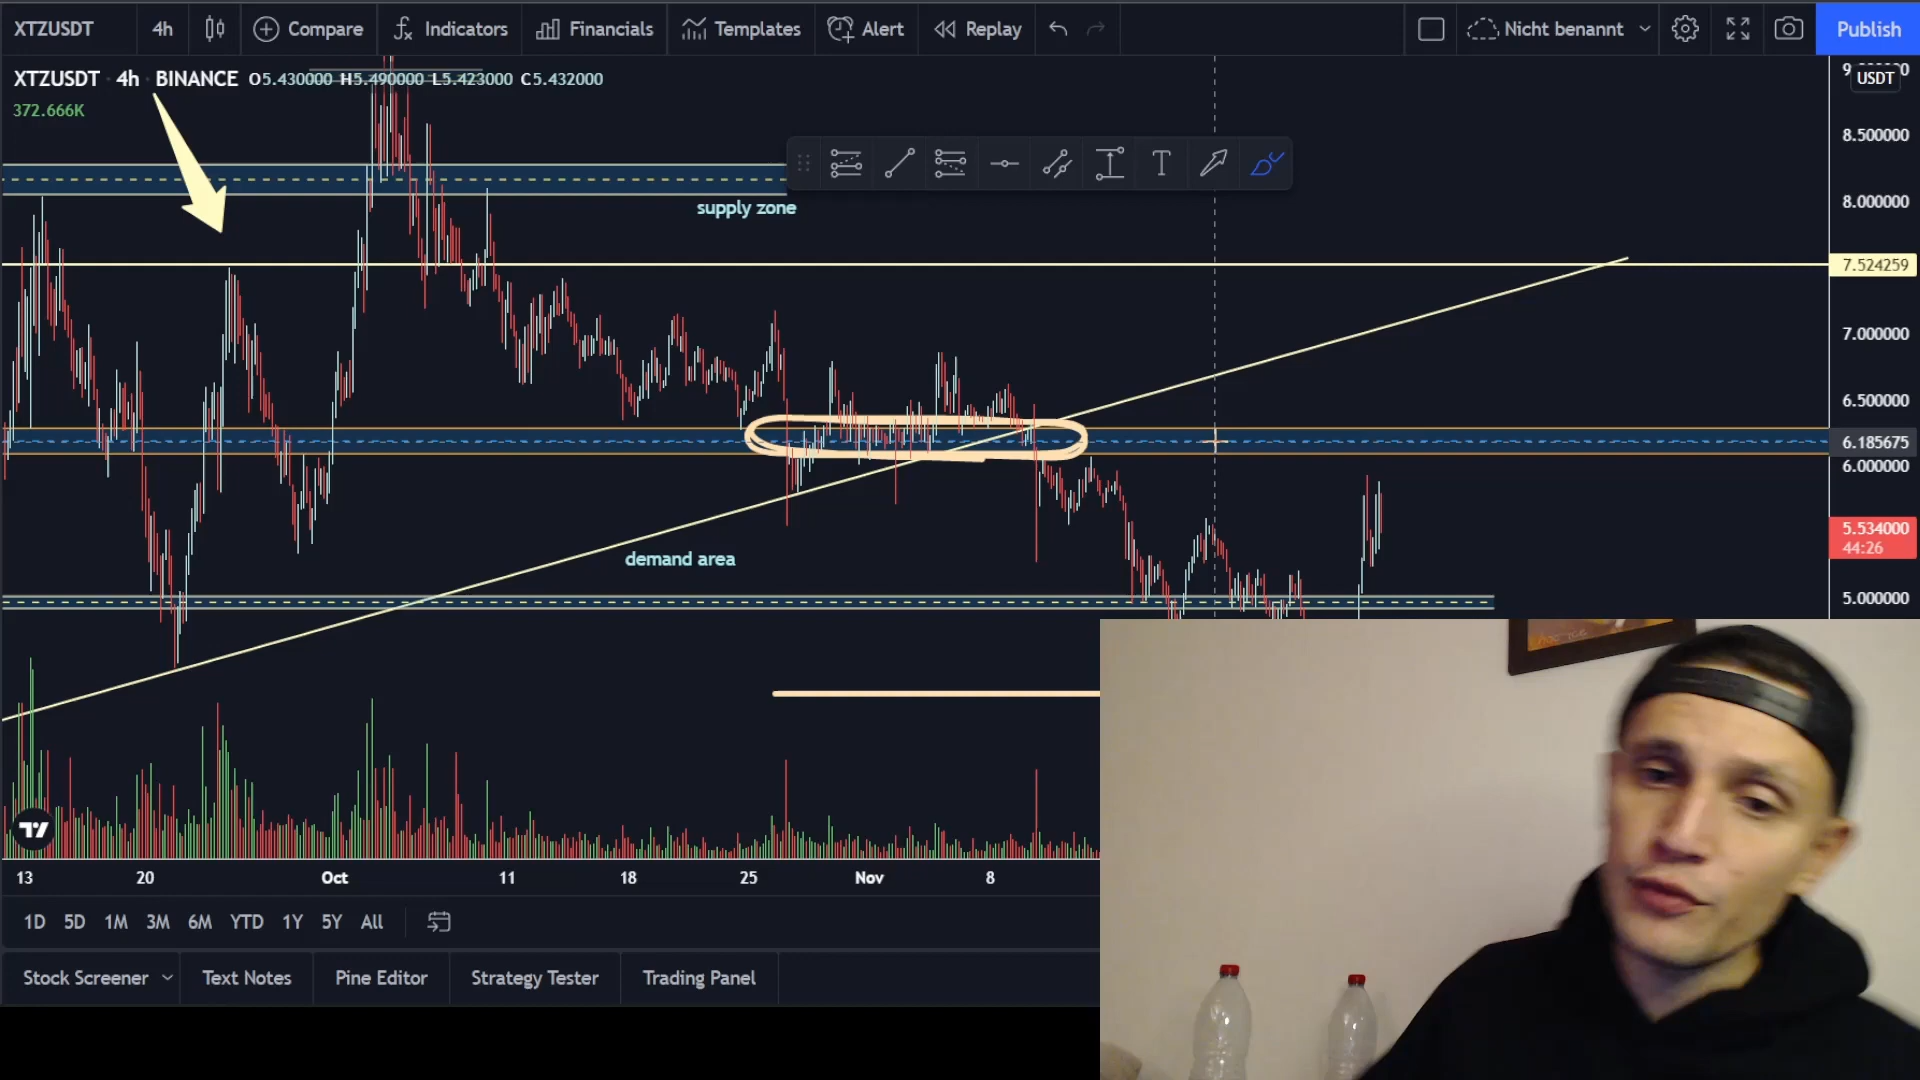 XTZUSDT 4h Compare Indicators Financials Templates Alert Replay Nicht benannt Publish
XTZUSDT · 4h · BINANCE O5.430000 H5.490000 L5.423000 C5.432000
372.666K
USDT
8.500000
8.000000
supply zone
7.524259
7.000000
6.500000
6.185675
6.000000
5.534000
44:26
demand area
5.000000
13 20 Oct 11 18 25 Nov 8
1D 5D 1M 3M 6M YTD 1Y 5Y All
Stock Screener Text Notes Pine Editor Strategy Tester Trading Panel